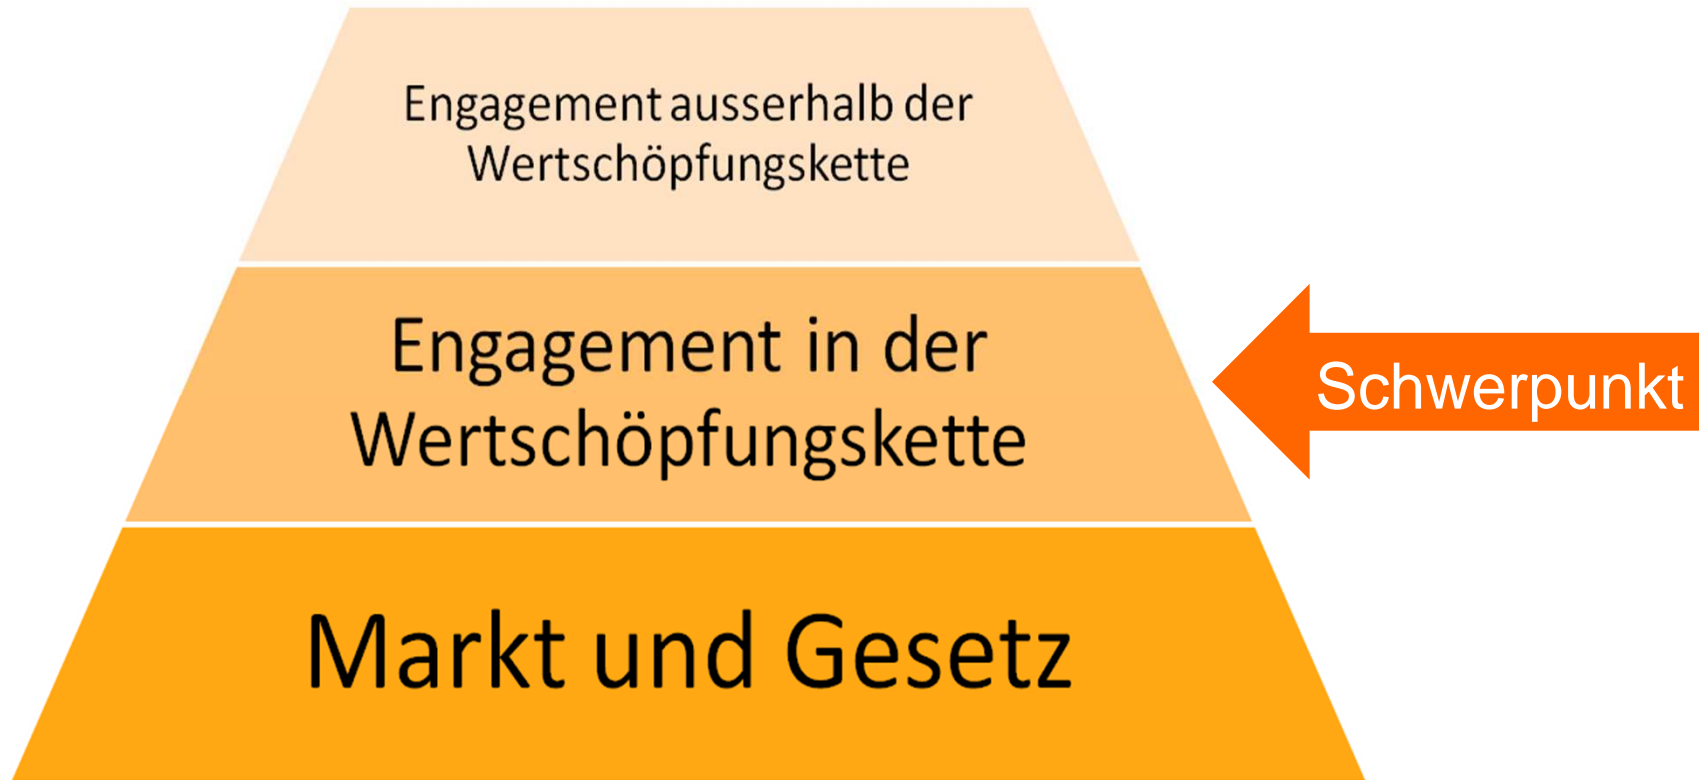 Engagement ausserhalb der
Wertschöpfungskette
Engagement in der
Wertschöpfungskette
Schwerpunkt
Markt und Gesetz